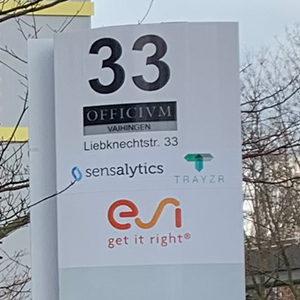 33
OFFICIVM
VAIHINGEN
Liebknechtstr. 33
sensalytics
TRAYZR
esi
get it right®